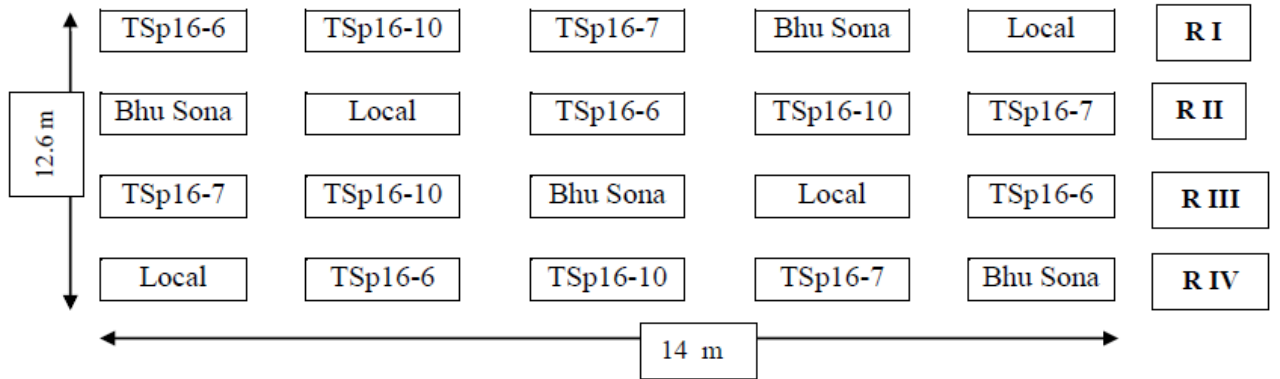 TSp16-6 TSp16-10 TSp16-7 Bhu Sona Local R I
Bhu Sona Local TSp16-6 TSp16-10 TSp16-7 R II
12.6 m
TSp16-7 TSp16-10 Bhu Sona Local TSp16-6 R III
Local TSp16-6 TSp16-10 TSp16-7 Bhu Sona R IV
14 m